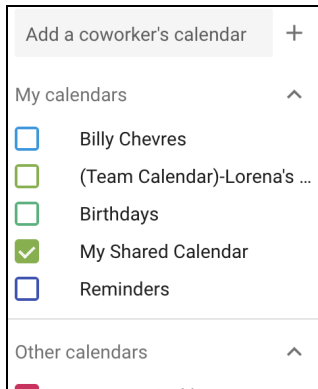 Add a coworker's calendar
My calendars
Billy Chevres
(Team Calendar)-Lorena's ...
Birthdays
My Shared Calendar
Reminders
Other calendars